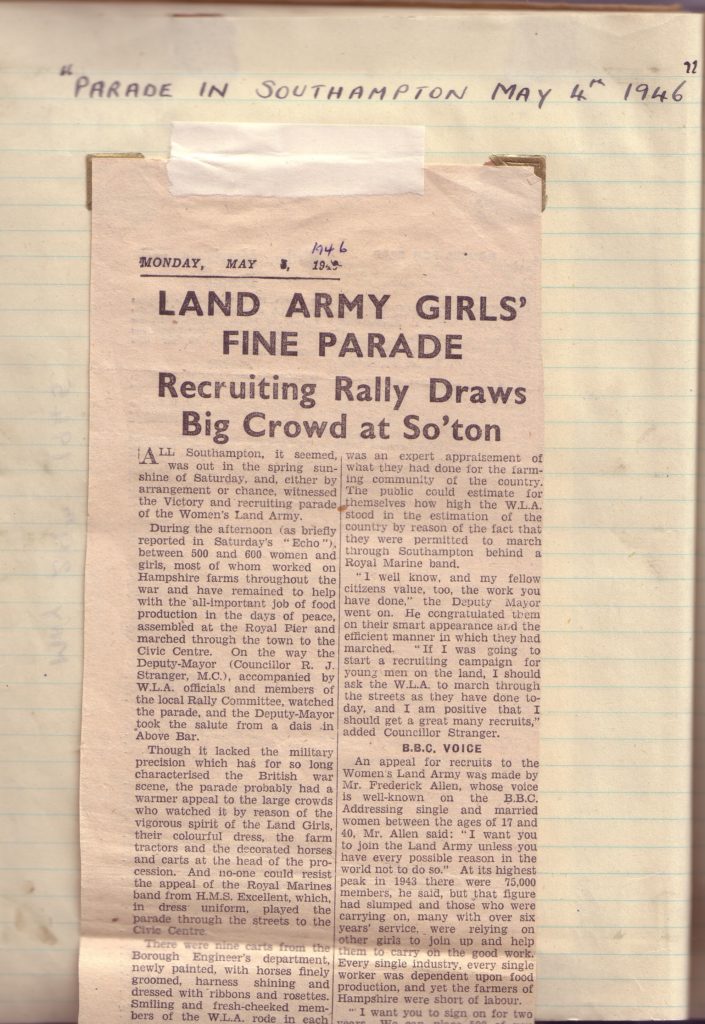 "PARADE IN SOUTHAMPTON MAY 4TH 1946"
1946
MONDAY, MAY
LAND ARMY GIRLS'
FINE PARADE
Recruiting Rally Draws
Big Crowd at So'ton
ALL Southampton, it seemed,
was out in the spring sun-
shine of Saturday, and, either by
arrangement or chance, witnessed
the Victory and recruiting parade
of the Women's Land Army.
During the afternoon (as briefly
reported in Saturday's "Echo"),
between 500 and 600 women and
girls, most of whom worked on
Hampshire farms throughout the
war and have remained to help
with the all-important job of food
production in the days of peace,
assembled at the Royal Pier and
marched through the town to the
Civic Centre. On the way the
Deputy-Mayor (Councillor R. J.
Stranger, M.C.), accompanied by
W.L.A. officials and members of
the local Rally Committee, watched
the parade, and the Deputy-Mayor
took the salute from a dais in
Above Bar.
Though it lacked the military
precision which has for so long
characterised the British war
scene, the parade probably had a
warmer appeal to the large crowds
who watched it by reason of the
vigorous spirit of the Land Girls,
their colourful dress, the farm
tractors and the decorated horses
and carts at the head of the pro-
cession. And no-one could resist
the appeal of the Royal Marines
band from H.M.S. Excellent, which,
in dress uniform, played the
parade through the streets to the
Civic Centre.
There were nine carts from the
Borough Engineer's department,
newly painted, with horses finely
groomed, harness shining and
dressed with ribbons and rosettes.
Smiling and fresh-cheeked mem-
bers of the W.L.A. rode in each
was an expert appraisement of
what they had done for the farm-
ing community of the country.
The public could estimate for
themselves how high the W.L.A.
stood in the estimation of the
country by reason of the fact that
they were permitted to march
through Southampton behind a
Royal Marine band.
"I well know, and my fellow
citizens value, too, the work you
have done," the Deputy Mayor
went on. He congratulated them
on their smart appearance and the
efficient manner in which they had
marched. "If I was going to
start a recruiting campaign for
young men on the land, I should
ask the W.L.A. to march through
the streets as they have done to-
day, and I am positive that I
should get a great many recruits,"
added Councillor Stranger.
B.B.C. VOICE
An appeal for recruits to the
Women's Land Army was made by
Mr. Frederick Allen, whose voice
is well-known on the B.B.C.
Addressing single and married
women between the ages of 17 and
40, Mr. Allen said: "I want you
to join the Land Army unless you
have every possible reason in the
world not to do so." At its highest
peak in 1943 there were 75,000
members, he said, but that figure
had slumped and those who were
carrying on, many with over six
years' service, were relying on
other girls to join up and help
them to carry on the good work.
Every single industry, every single
worker was dependent upon food
production, and yet the farmers of
Hampshire were short of labour.
"I want you to sign on for two